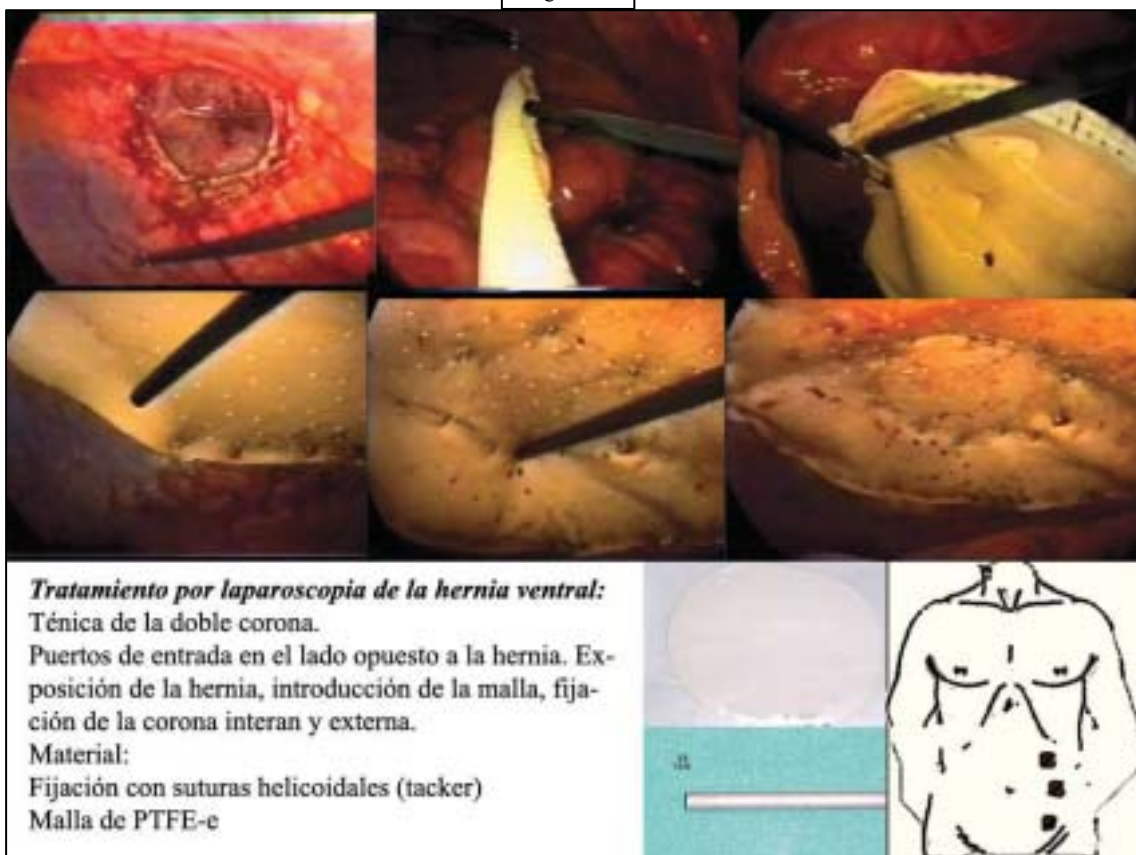 Tratamiento por laparoscopia de la hernia ventral:
Ténica de la doble corona.
Puertos de entrada en el lado opuesto a la hernia. Ex-
posición de la hernia, introducción de la malla, fija-
ción de la corona interan y externa.
Material:
Fijación con suturas helicoidales (tacker)
Malla de PTFE-e